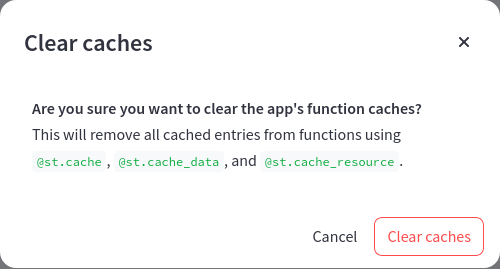 Clear caches
Are you sure you want to clear the app's function caches?
This will remove all cached entries from functions using
@st.cache , @st.cache_data , and @st.cache_resource .
Cancel Clear caches